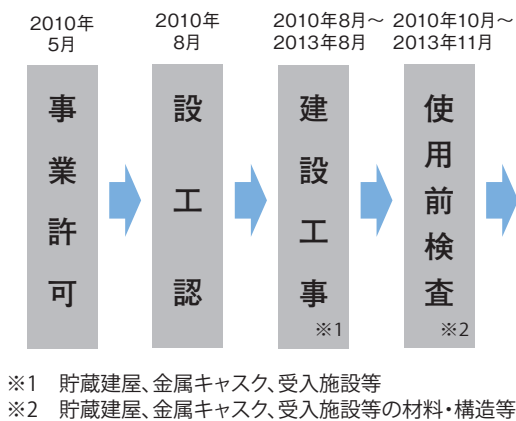 2010年
5月
2010年
8月
2010年8月～
2013年8月
2010年10月～
2013年11月
事業許可
設工認
建設工事
※1
使用前検査
※2
※1 貯蔵建屋、金属キャスク、受入施設等
※2 貯蔵建屋、金属キャスク、受入施設等の材料・構造等